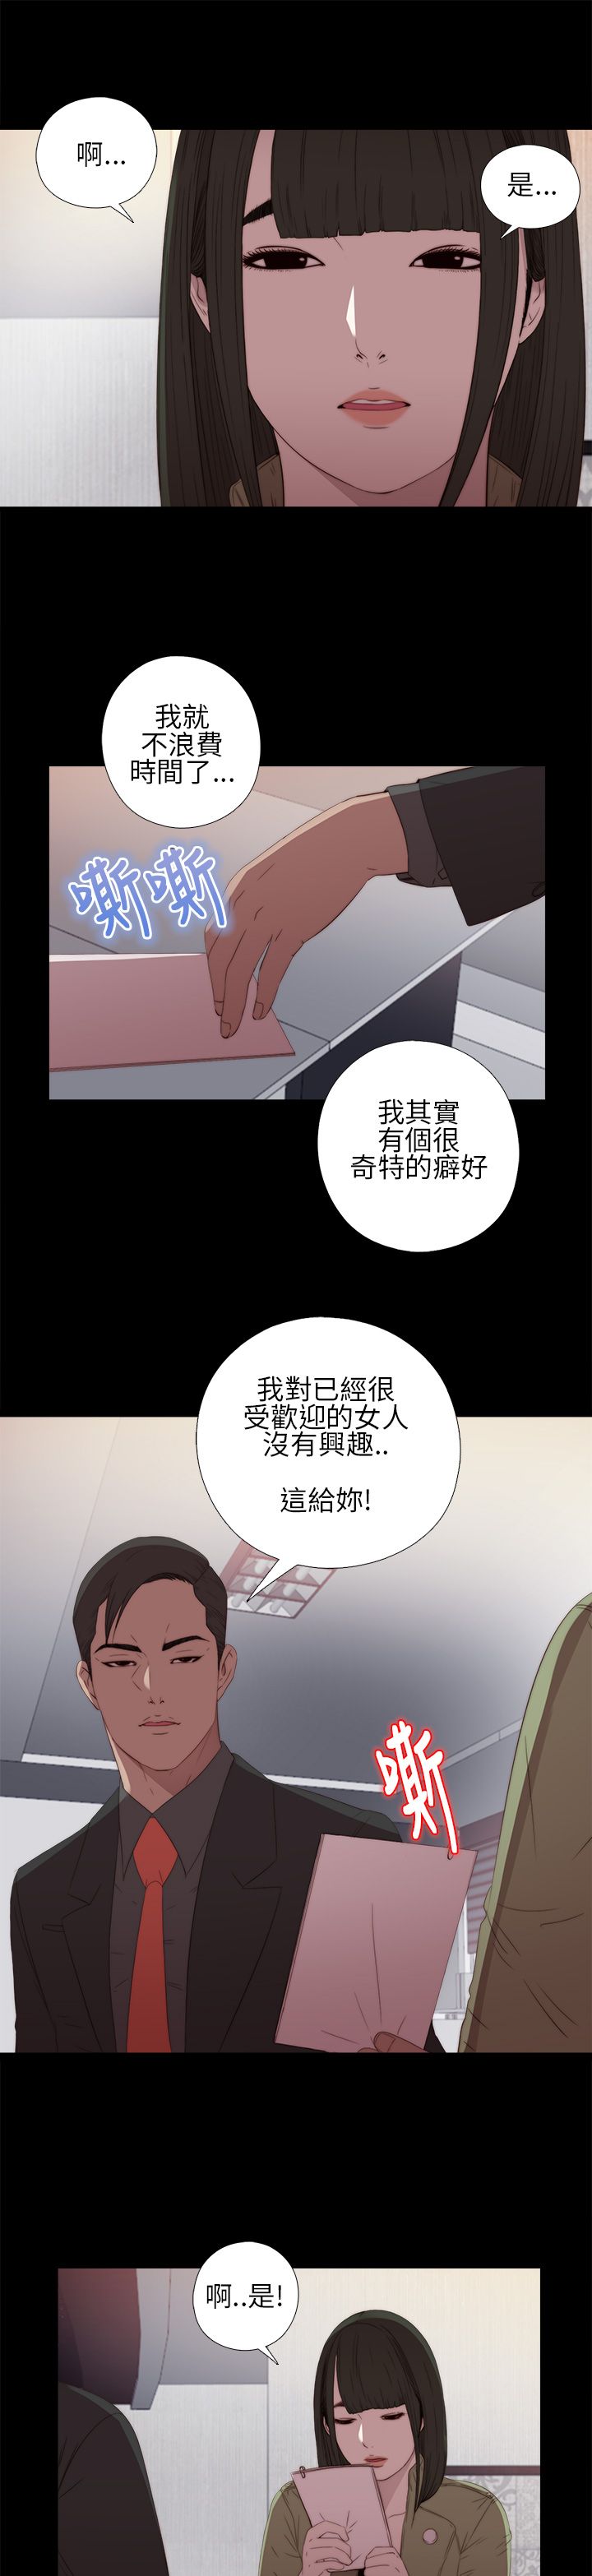 啊...
是...
我就
不浪費
時間了...
嘶嘶
我其實
有個很
奇特的癖好
我對已經很
受歡迎的女人
沒有興趣..
這給妳!
嘶
啊..是!